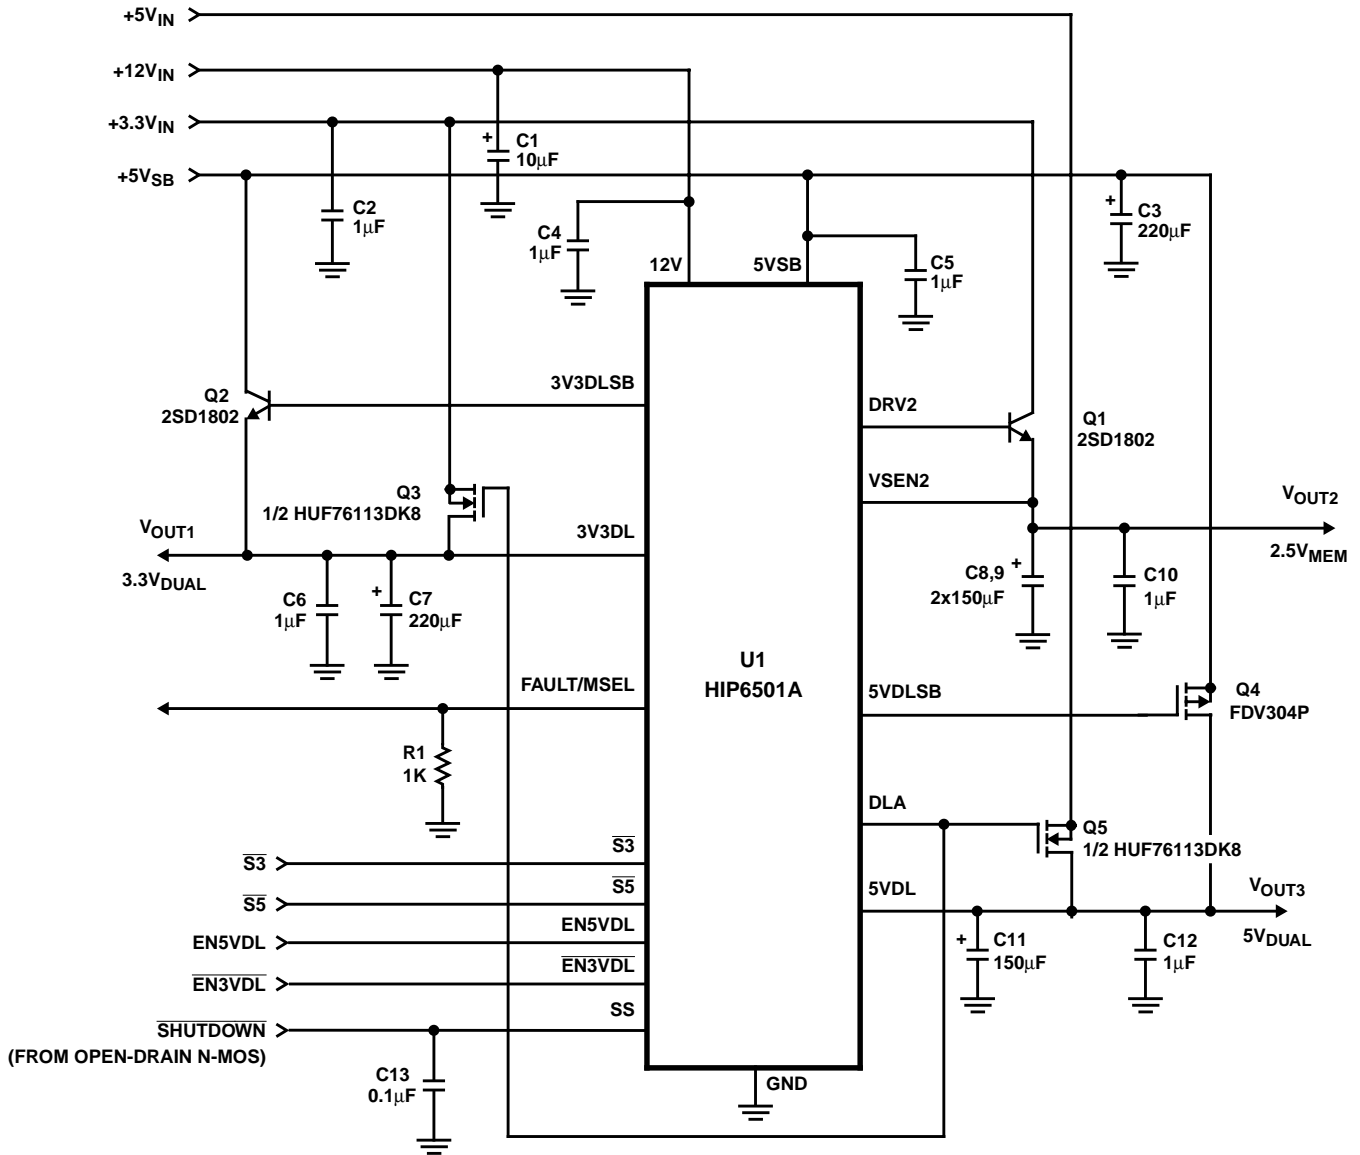 +5VIN
+12VIN
+3.3VIN
+5VSB
+
C1
10µF
C2
1µF
C4
1µF
+
C3
220µF
C5
1µF
12V
5VSB
Q2
2SD1802
3V3DLSB
DRV2
Q1
2SD1802
Q3
1/2 HUF76113DK8
VSEN2
VOUT2
2.5VMEM
VOUT1
3.3VDUAL
3V3DL
C6
1µF
+
C7
220µF
C8,9
2x150µF
+
C10
1µF
U1
HIP6501A
FAULT/MSEL
5VDLSB
Q4
FDV304P
R1
1K
DLA
Q5
1/2 HUF76113DK8
S3
S3
S5
S5
5VDL
VOUT3
5VDUAL
EN5VDL
EN5VDL
EN3VDL
EN3VDL
+
C11
150µF
C12
1µF
SHUTDOWN
(FROM OPEN-DRAIN N-MOS)
SS
C13
0.1µF
GND